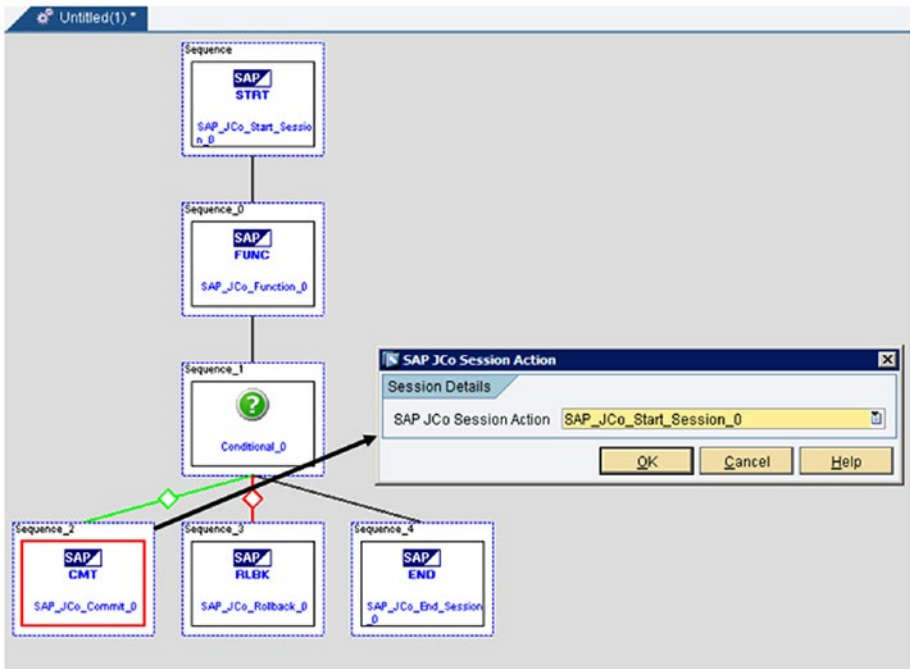 Untitled(1) *
Sequence
SAP
STRT
SAP_JCo_Start_Sessio
n_0
Sequence_0
SAP
FUNC
SAP_JCo_Function_0
Sequence_1
?
Conditional_0
SAP JCo Session Action
Session Details
SAP JCo Session Action SAP_JCo_Start_Session_0
OK Cancel Help
Sequence_2
SAP
CMT
SAP_JCo_Commit_0
Sequence_3
SAP
RLBK
SAP_JCo_Rollback_0
Sequence_4
SAP
END
SAP_JCo_End_Session
_0